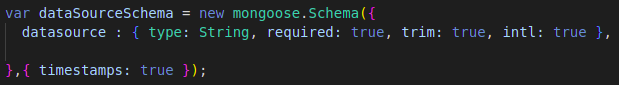 var dataSourceSchema = new mongoose.Schema({
datasource : { type: String, required: true, trim: true, intl: true },
},{ timestamps: true });